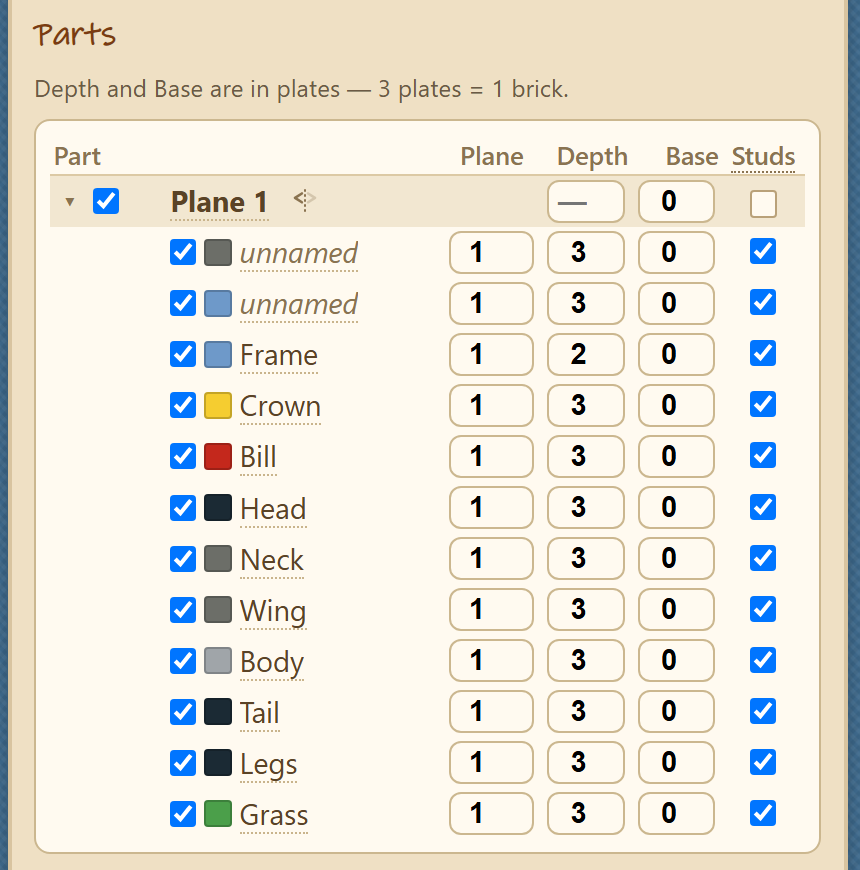 Parts
Depth and Base are in plates — 3 plates = 1 brick.
Part Plane Depth Base Studs
Plane 1 — 0
unnamed 1 3 0
unnamed 1 3 0
Frame 1 2 0
Crown 1 3 0
Bill 1 3 0
Head 1 3 0
Neck 1 3 0
Wing 1 3 0
Body 1 3 0
Tail 1 3 0
Legs 1 3 0
Grass 1 3 0